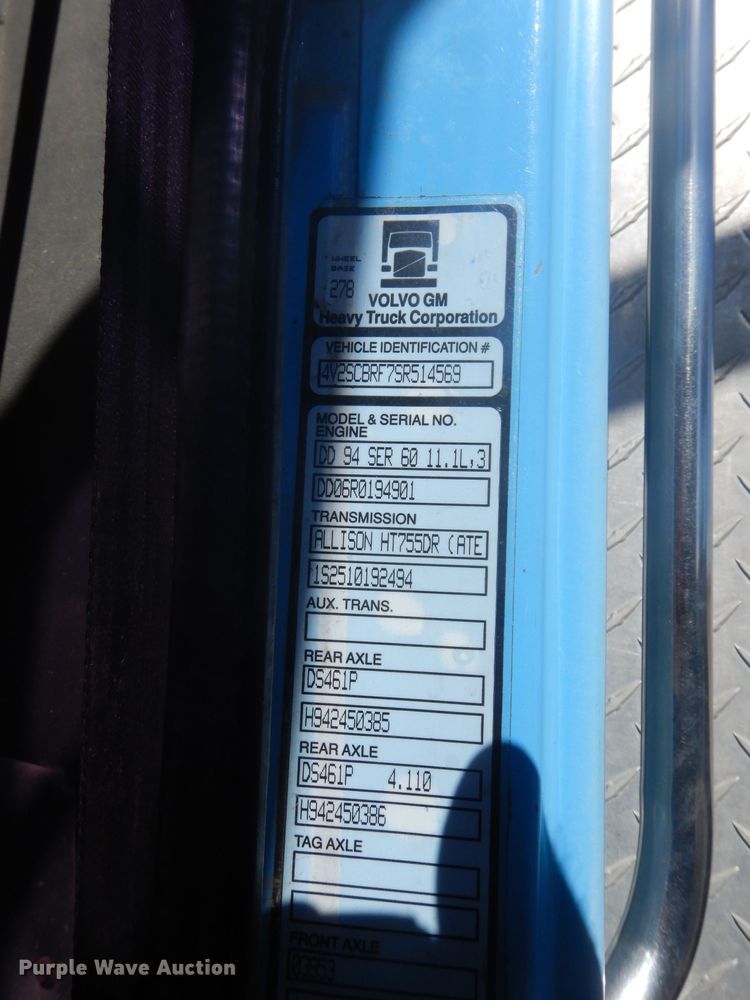 WHEEL
BASE
278
VOLVO GM
Heavy Truck Corporation
VEHICLE IDENTIFICATION #
4V2SCBRF7SR514569
MODEL & SERIAL NO.
ENGINE
DD 94 SER 60 11.1L,3
DD06R0194901
TRANSMISSION
ALLISON HT755DR (ATE
1S2510192494
AUX. TRANS.
REAR AXLE
DS461P
H942450385
REAR AXLE
DS461P 4.110
H942450386
TAG AXLE
FRONT AXLE
Purple Wave Auction